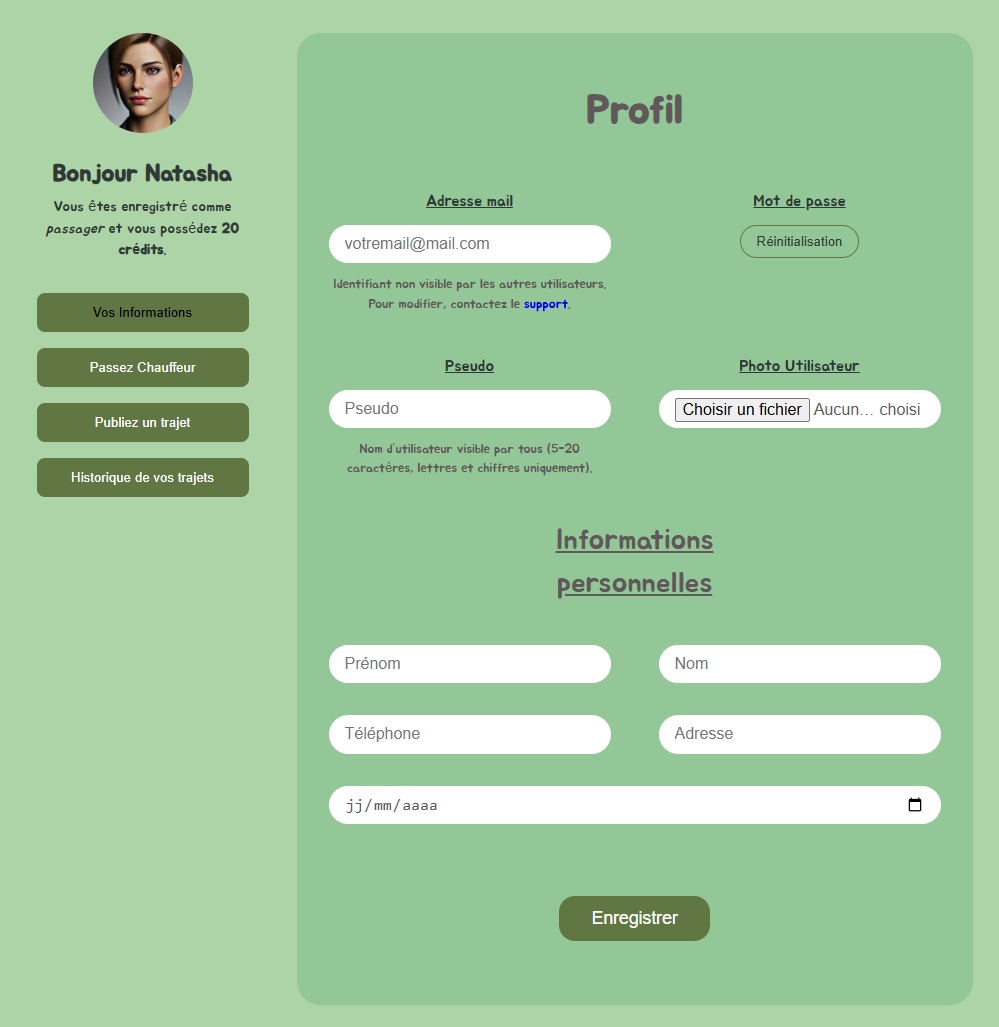 Bonjour Natasha
Vous êtes enregistré comme
passager et vous possédez 20
crédits.
Vos Informations
Passez Chauffeur
Publiez un trajet
Historique de vos trajets
Profil
Adresse mail
votremail@mail.com
Identifiant non visible par les autres utilisateurs.
Pour modifier, contactez le support.
Mot de passe
Réinitialisation
Pseudo
Pseudo
Nom d'utilisateur visible par tous (5-20
caractères, lettres et chiffres uniquement).
Photo Utilisateur
Choisir un fichier Aucun... choisi
Informations
personnelles
Prénom
Nom
Téléphone
Adresse
jj/mm/aaaa
Enregistrer